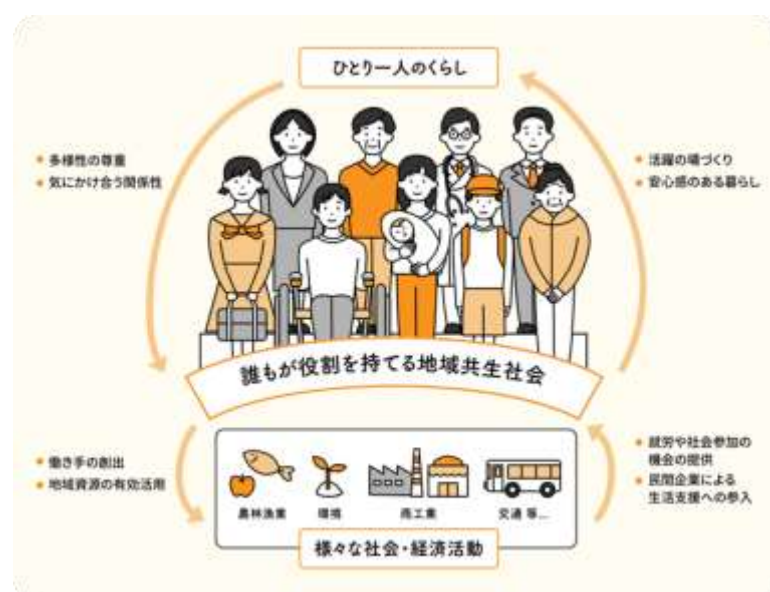 ひとり一人のくらし
• 多様性の尊重
• 気にかけ合う関係性
• 活躍の場づくり
• 安心感のある暮らし
誰もが役割を持てる地域共生社会
• 働き手の創出
• 地域資源の有効活用
• 就労や社会参加の
機会の提供
• 民間企業による
生活支援への参入
農林漁業
環境
商工業
交通 等...
様々な社会・経済活動